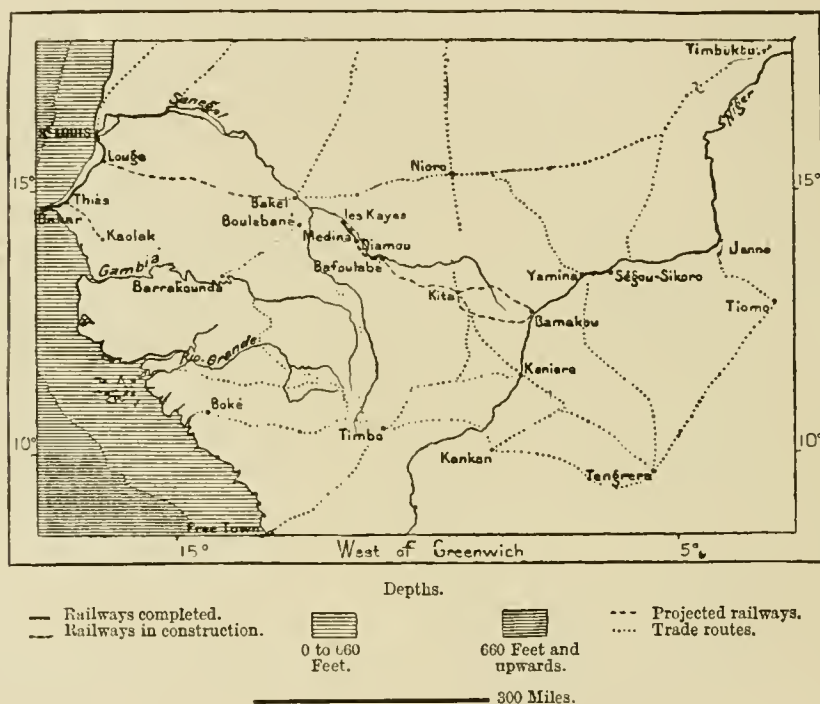 Timbuktu
Senegal
Niger
St Louis
Louga
Nioro
15°
15°
Thiès
Bakel
Dakar
Boulebané
les Kayes
Kaolak
Medina
Diamou
Janna
Gambia
Bafoulabé
Yamina
Ségou-Sikoro
Barrakounda
Kita
Tiomo
Bamakou
Rio-Grande
Kaniera
Boké
10°
Timbo
10°
Kankan
Tengrera
Free Town
15°
West of Greenwich
5°
Depths.
Railways completed.
Railways in construction.
0 to 660
Feet.
660 Feet and
upwards.
Projected railways.
Trade routes.
300 Miles.